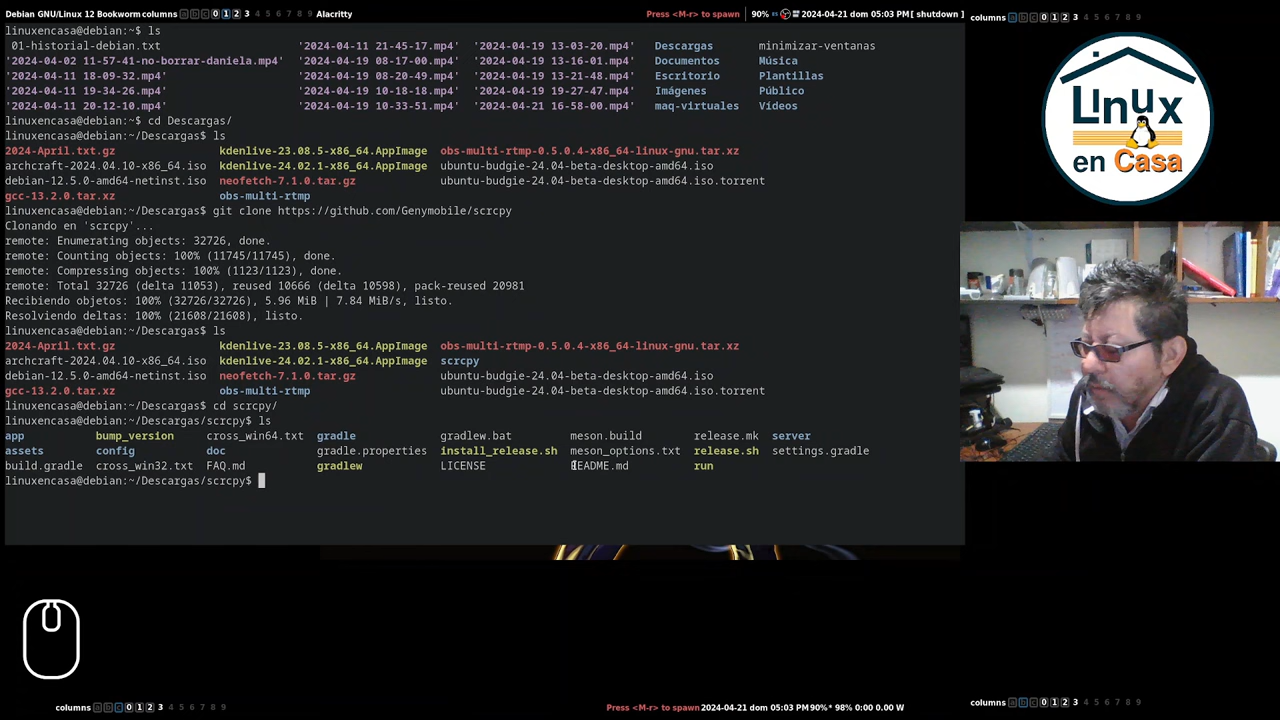 Debian GNU/Linux 12 Bookworm columns a b c 0 1 2 3 4 5 6 7 8 9 Alacritty Press <M-r> to spawn 90% 2024-04-21 dom 05:03 PM [ shutdown ]
columns a b c 0 1 2 3 4 5 6 7 8 9
linuxencasa@debian:~$ ls
01-historial-debian.txt '2024-04-11 21-45-17.mp4' '2024-04-19 13-03-20.mp4' Descargas minimizar-ventanas
'2024-04-02 11-57-41-no-borrar-daniela.mp4' '2024-04-19 08-17-00.mp4' '2024-04-19 13-16-01.mp4' Documentos Música
'2024-04-11 18-09-32.mp4' '2024-04-19 08-20-49.mp4' '2024-04-19 13-21-48.mp4' Escritorio Plantillas
'2024-04-11 19-34-26.mp4' '2024-04-19 10-18-18.mp4' '2024-04-19 19-27-47.mp4' Imágenes Público
'2024-04-11 20-12-10.mp4' '2024-04-19 10-33-51.mp4' '2024-04-21 16-58-00.mp4' maq-virtuales Vídeos
linuxencasa@debian:~$ cd Descargas/
linuxencasa@debian:~/Descargas$ ls
2024-April.txt.gz kdenlive-23.08.5-x86_64.AppImage obs-multi-rtmp-0.5.0.4-x86_64-linux-gnu.tar.xz
archcraft-2024.04.10-x86_64.iso kdenlive-24.02.1-x86_64.AppImage ubuntu-budgie-24.04-beta-desktop-amd64.iso
debian-12.5.0-amd64-netinst.iso neofetch-7.1.0.tar.gz ubuntu-budgie-24.04-beta-desktop-amd64.iso.torrent
gcc-13.2.0.tar.xz obs-multi-rtmp
linuxencasa@debian:~/Descargas$ git clone https://github.com/Genymobile/scrcpy
Clonando en 'scrcpy'...
remote: Enumerating objects: 32726, done.
remote: Counting objects: 100% (11745/11745), done.
remote: Compressing objects: 100% (1123/1123), done.
remote: Total 32726 (delta 11053), reused 10666 (delta 10598), pack-reused 20981
Recibiendo objetos: 100% (32726/32726), 5.96 MiB | 7.84 MiB/s, listo.
Resolviendo deltas: 100% (21608/21608), listo.
linuxencasa@debian:~/Descargas$ ls
2024-April.txt.gz kdenlive-23.08.5-x86_64.AppImage obs-multi-rtmp-0.5.0.4-x86_64-linux-gnu.tar.xz
archcraft-2024.04.10-x86_64.iso kdenlive-24.02.1-x86_64.AppImage scrcpy
debian-12.5.0-amd64-netinst.iso neofetch-7.1.0.tar.gz ubuntu-budgie-24.04-beta-desktop-amd64.iso
gcc-13.2.0.tar.xz obs-multi-rtmp ubuntu-budgie-24.04-beta-desktop-amd64.iso.torrent
linuxencasa@debian:~/Descargas$ cd scrcpy/
linuxencasa@debian:~/Descargas/scrcpy$ ls
app bump_version cross_win64.txt gradle gradlew.bat meson.build release.mk server
assets config doc gradle.properties install_release.sh meson_options.txt release.sh settings.gradle
build.gradle cross_win32.txt FAQ.md gradlew LICENSE README.md run
linuxencasa@debian:~/Descargas/scrcpy$
Linux
en Casa
columns a b c 0 1 2 3 4 5 6 7 8 9 Press <M-r> to spawn 2024-04-21 dom 05:03 PM 90%* 98% 0:00 0.00 W
columns a b c 0 1 2 3 4 5 6 7 8 9